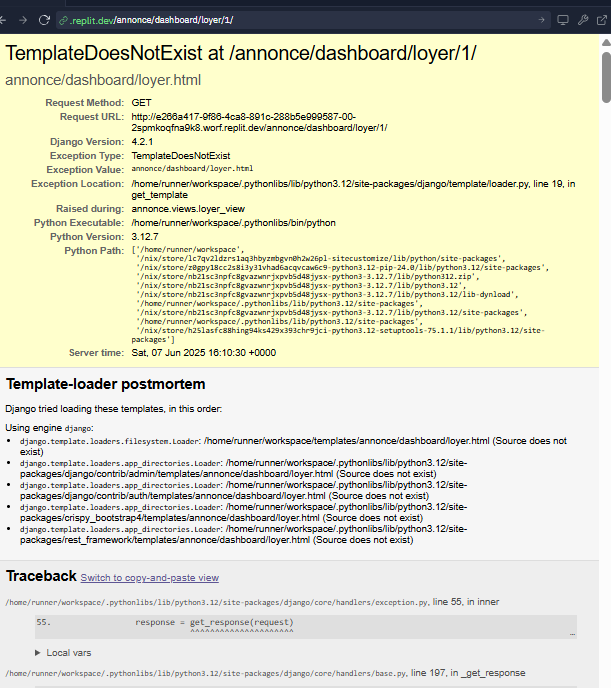 .replit.dev/annonce/dashboard/loyer/1/
TemplateDoesNotExist at /annonce/dashboard/loyer/1/
annonce/dashboard/loyer.html
Request Method: GET
Request URL: http://e266a417-9f86-4ca8-891c-288b5e999587-00-
2spmkoqfna9k8.worf.replit.dev/annonce/dashboard/loyer/1/
Django Version: 4.2.1
Exception Type: TemplateDoesNotExist
Exception Value: annonce/dashboard/loyer.html
Exception Location: /home/runner/workspace/.pythonlibs/lib/python3.12/site-packages/django/template/loader.py, line 19, in
get_template
Raised during: annonce.views.loyer_view
Python Executable: /home/runner/workspace/.pythonlibs/bin/python
Python Version: 3.12.7
Python Path: ['/home/runner/workspace',
'/nix/store/lc7qv2ldzrs1aq3hbyzmbgvn0h2w26pl-sitecustomize/lib/python/site-packages',
'/nix/store/z0gpy18cc2s8i3y31vhad6acqvcaw6c9-python3.12-pip-24.0/lib/python3.12/site-packages',
'/nix/store/nb21sc3npfc8gvazwnrjxpvb5d48jysx-python3-3.12.7/lib/python312.zip',
'/nix/store/nb21sc3npfc8gvazwnrjxpvb5d48jysx-python3-3.12.7/lib/python3.12',
'/nix/store/nb21sc3npfc8gvazwnrjxpvb5d48jysx-python3-3.12.7/lib/python3.12/lib-dynload',
'/home/runner/workspace/.pythonlibs/lib/python3.12/site-packages',
'/nix/store/nb21sc3npfc8gvazwnrjxpvb5d48jysx-python3-3.12.7/lib/python3.12/site-packages',
'/home/runner/workspace/.pythonlibs/lib/python3.12/site-packages',
'/nix/store/h25lasfc88hing94ks429x393chr9jci-python3.12-setuptools-75.1.1/lib/python3.12/site-
packages']
Server time: Sat, 07 Jun 2025 16:10:30 +0000
Template-loader postmortem
Django tried loading these templates, in this order:
Using engine django:
• django.template.loaders.filesystem.Loader: /home/runner/workspace/templates/annonce/dashboard/loyer.html (Source does not
exist)
• django.template.loaders.app_directories.Loader: /home/runner/workspace/.pythonlibs/lib/python3.12/site-
packages/django/contrib/admin/templates/annonce/dashboard/loyer.html (Source does not exist)
• django.template.loaders.app_directories.Loader: /home/runner/workspace/.pythonlibs/lib/python3.12/site-
packages/django/contrib/auth/templates/annonce/dashboard/loyer.html (Source does not exist)
• django.template.loaders.app_directories.Loader: /home/runner/workspace/.pythonlibs/lib/python3.12/site-
packages/crispy_bootstrap4/templates/annonce/dashboard/loyer.html (Source does not exist)
• django.template.loaders.app_directories.Loader: /home/runner/workspace/.pythonlibs/lib/python3.12/site-
packages/rest_framework/templates/annonce/dashboard/loyer.html (Source does not exist)
Traceback Switch to copy-and-paste view
/home/runner/workspace/.pythonlibs/lib/python3.12/site-packages/django/core/handlers/exception.py, line 55, in inner
55. response = get_response(request)
^^^^^^^^^^^^^^^^^^^^^
…
▶ Local vars
/home/runner/workspace/.pythonlibs/lib/python3.12/site-packages/django/core/handlers/base.py, line 197, in _get_response